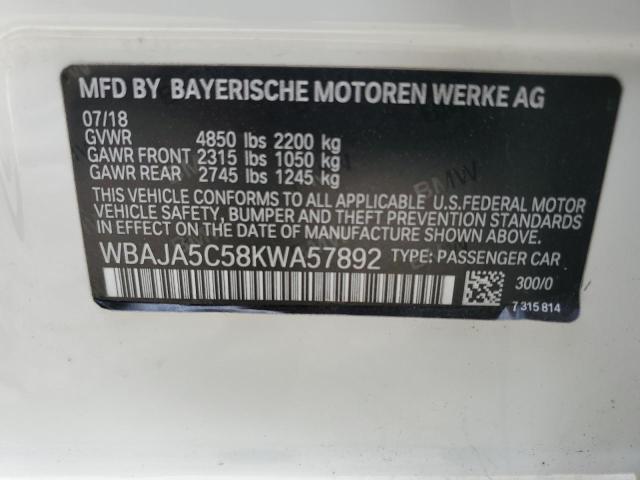 MFD BY BAYERISCHE MOTOREN WERKE AG
07/18
GVWR 4850 lbs 2200 kg
GAWR FRONT 2315 lbs 1050 kg
GAWR REAR 2745 lbs 1245 kg
THIS VEHICLE CONFORMS TO ALL APPLICABLE U.S.FEDERAL MOTOR
VEHICLE SAFETY, BUMPER AND THEFT PREVENTION STANDARDS
IN EFFECT ON THE DATE OF MANUFACTURE SHOWN ABOVE.
WBAJA5C58KWA57892 TYPE: PASSENGER CAR
300/0
7 315 814